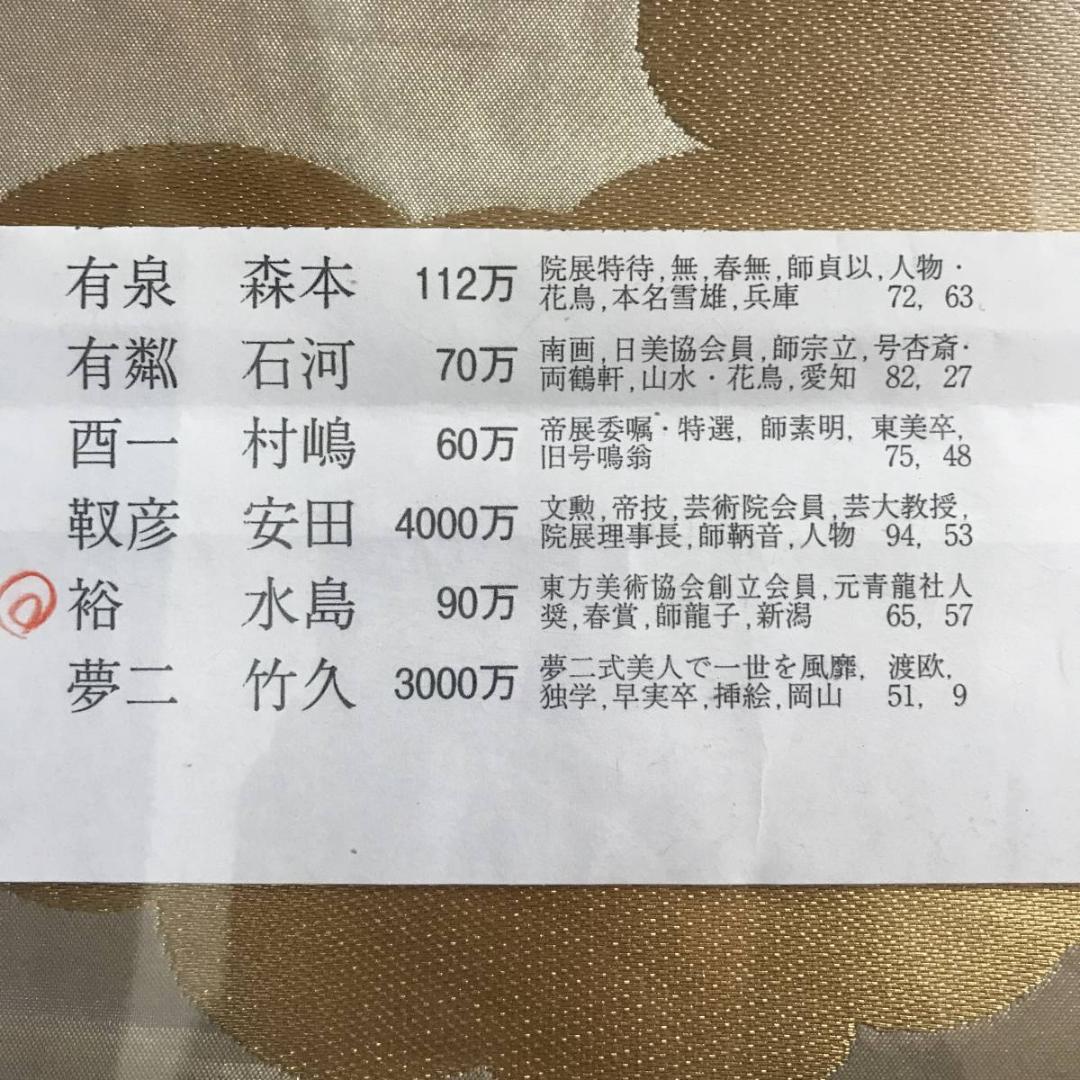 有泉 森本 112万 院展特待,無,春無,師貞以,人物・
花鳥,本名雪雄,兵庫 72, 63
有粼 石河 70万 南画,日美協会員,師宗立,号杏斎・
両鶴軒,山水・花鳥,愛知 82, 27
酉一 村嶋 60万 帝展委嘱・特選, 師素明, 東美卒,
旧号鳴翁 75, 48
靫彦 安田 4000万 文勲,帝技,芸術院会員,芸大教授,
院展理事長,師鞆音,人物 94, 53
裕 水島 90万 東方美術協会創立会員,元青龍社人
奨,春賞,師龍子,新潟 65, 57
夢二 竹久 3000万 夢二式美人で一世を風靡, 渡欧,
独学,早実卒,挿絵,岡山 51, 9